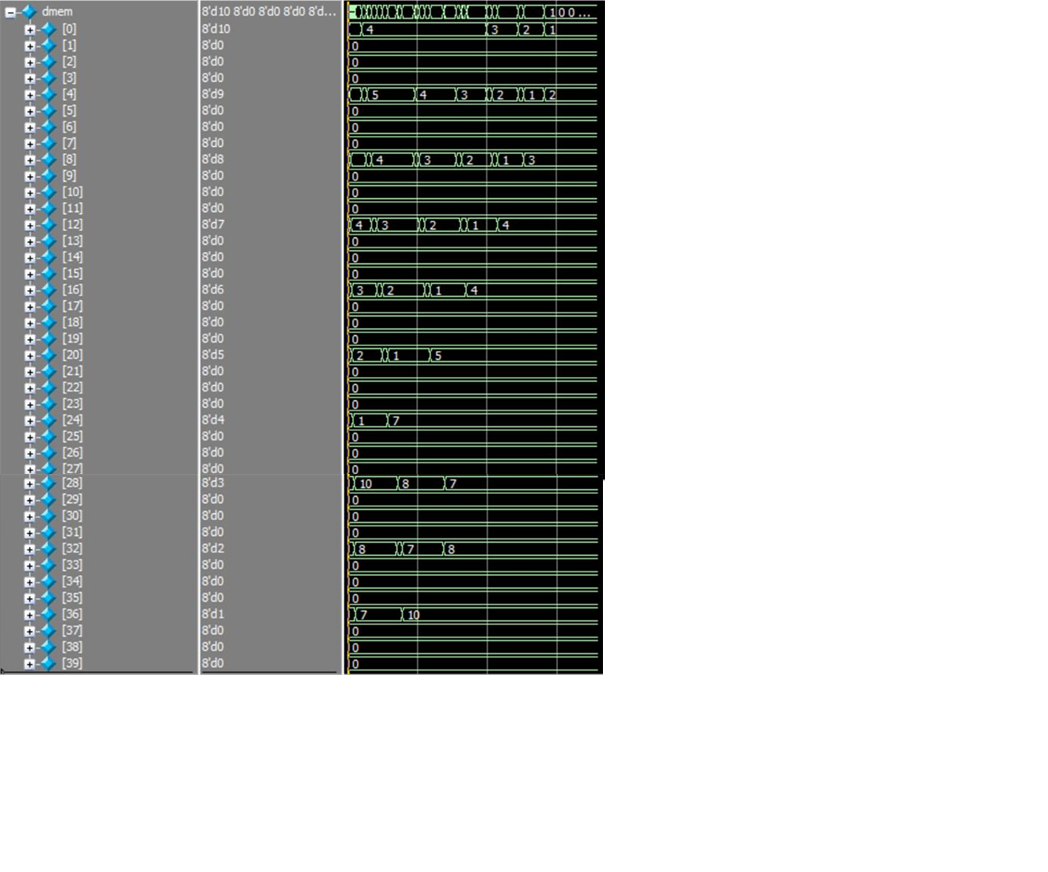 dmem 8'd10 8'd0 8'd0 8'd0 8'd... 1 0 0 ...
[0] 8'd10 4 3 2 1
[1] 8'd0 0
[2] 8'd0 0
[3] 8'd0 0
[4] 8'd9 5 4 3 2 1 2
[5] 8'd0 0
[6] 8'd0 0
[7] 8'd0 0
[8] 8'd8 4 3 2 1 3
[9] 8'd0 0
[10] 8'd0 0
[11] 8'd0 0
[12] 8'd7 4 3 2 1 4
[13] 8'd0 0
[14] 8'd0 0
[15] 8'd0 0
[16] 8'd6 3 2 1 4
[17] 8'd0 0
[18] 8'd0 0
[19] 8'd0 0
[20] 8'd5 2 1 5
[21] 8'd0 0
[22] 8'd0 0
[23] 8'd0 0
[24] 8'd4 1 7
[25] 8'd0 0
[26] 8'd0 0
[27] 8'd0 0
[28] 8'd3 10 8 7
[29] 8'd0 0
[30] 8'd0 0
[31] 8'd0 0
[32] 8'd2 8 7 8
[33] 8'd0 0
[34] 8'd0 0
[35] 8'd0 0
[36] 8'd1 7 10
[37] 8'd0 0
[38] 8'd0 0
[39] 8'd0 0